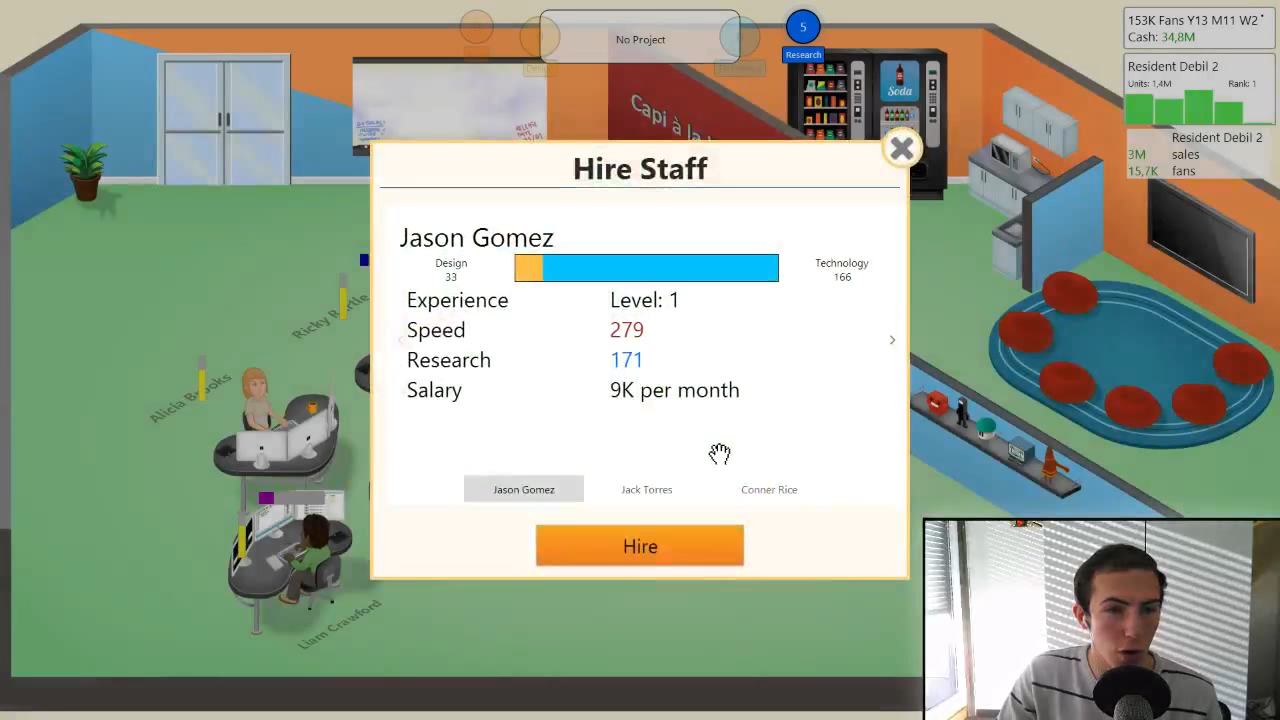 No Project
5
Research
153K Fans Y13 M11 W2
Cash: 34,8M
Resident Debil 2
Units: 1,4M
Rank: 1
Resident Debil 2
3M sales
15,7K fans
Soda
Capi à la
Hire Staff
Jason Gomez
Design
33
Technology
166
Experience Level: 1
Speed 279
Research 171
Salary 9K per month
Jason Gomez Jack Torres Conner Rice
Hire
Alicia Brooks
Liam Crawford